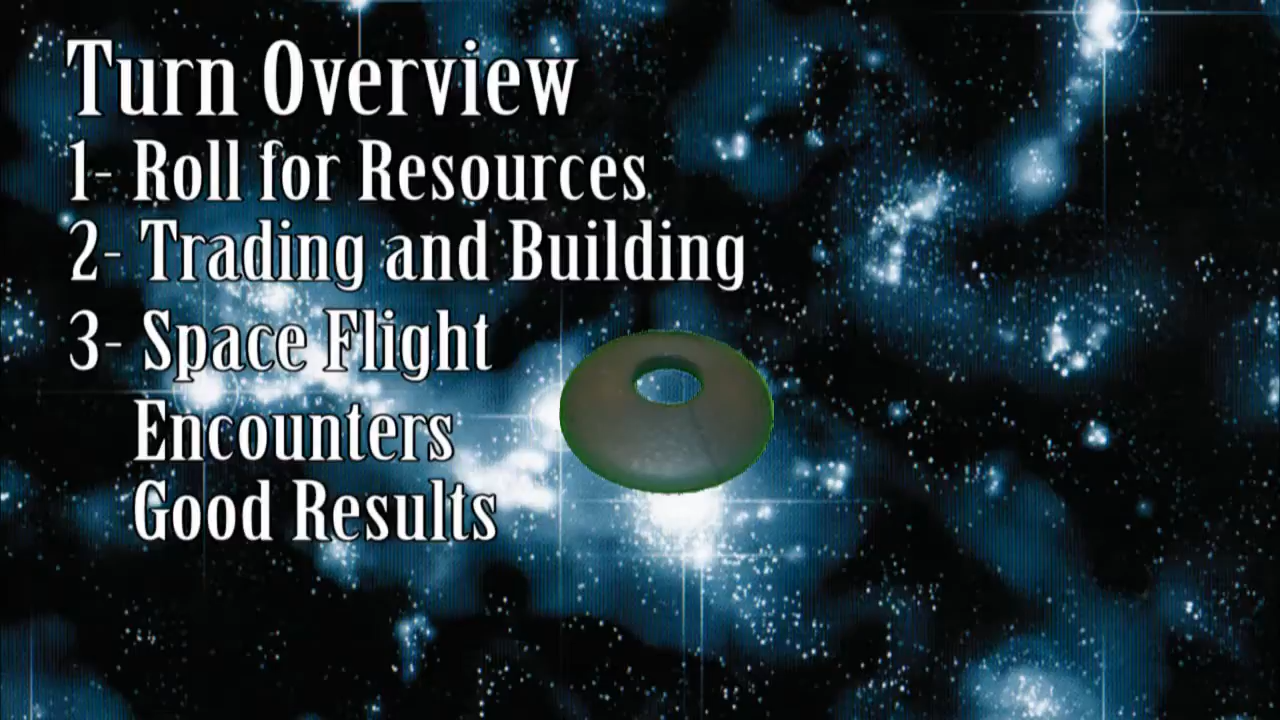 Turn Overview
1- Roll for Resources
2- Trading and Building
3- Space Flight
Encounters
Good Results